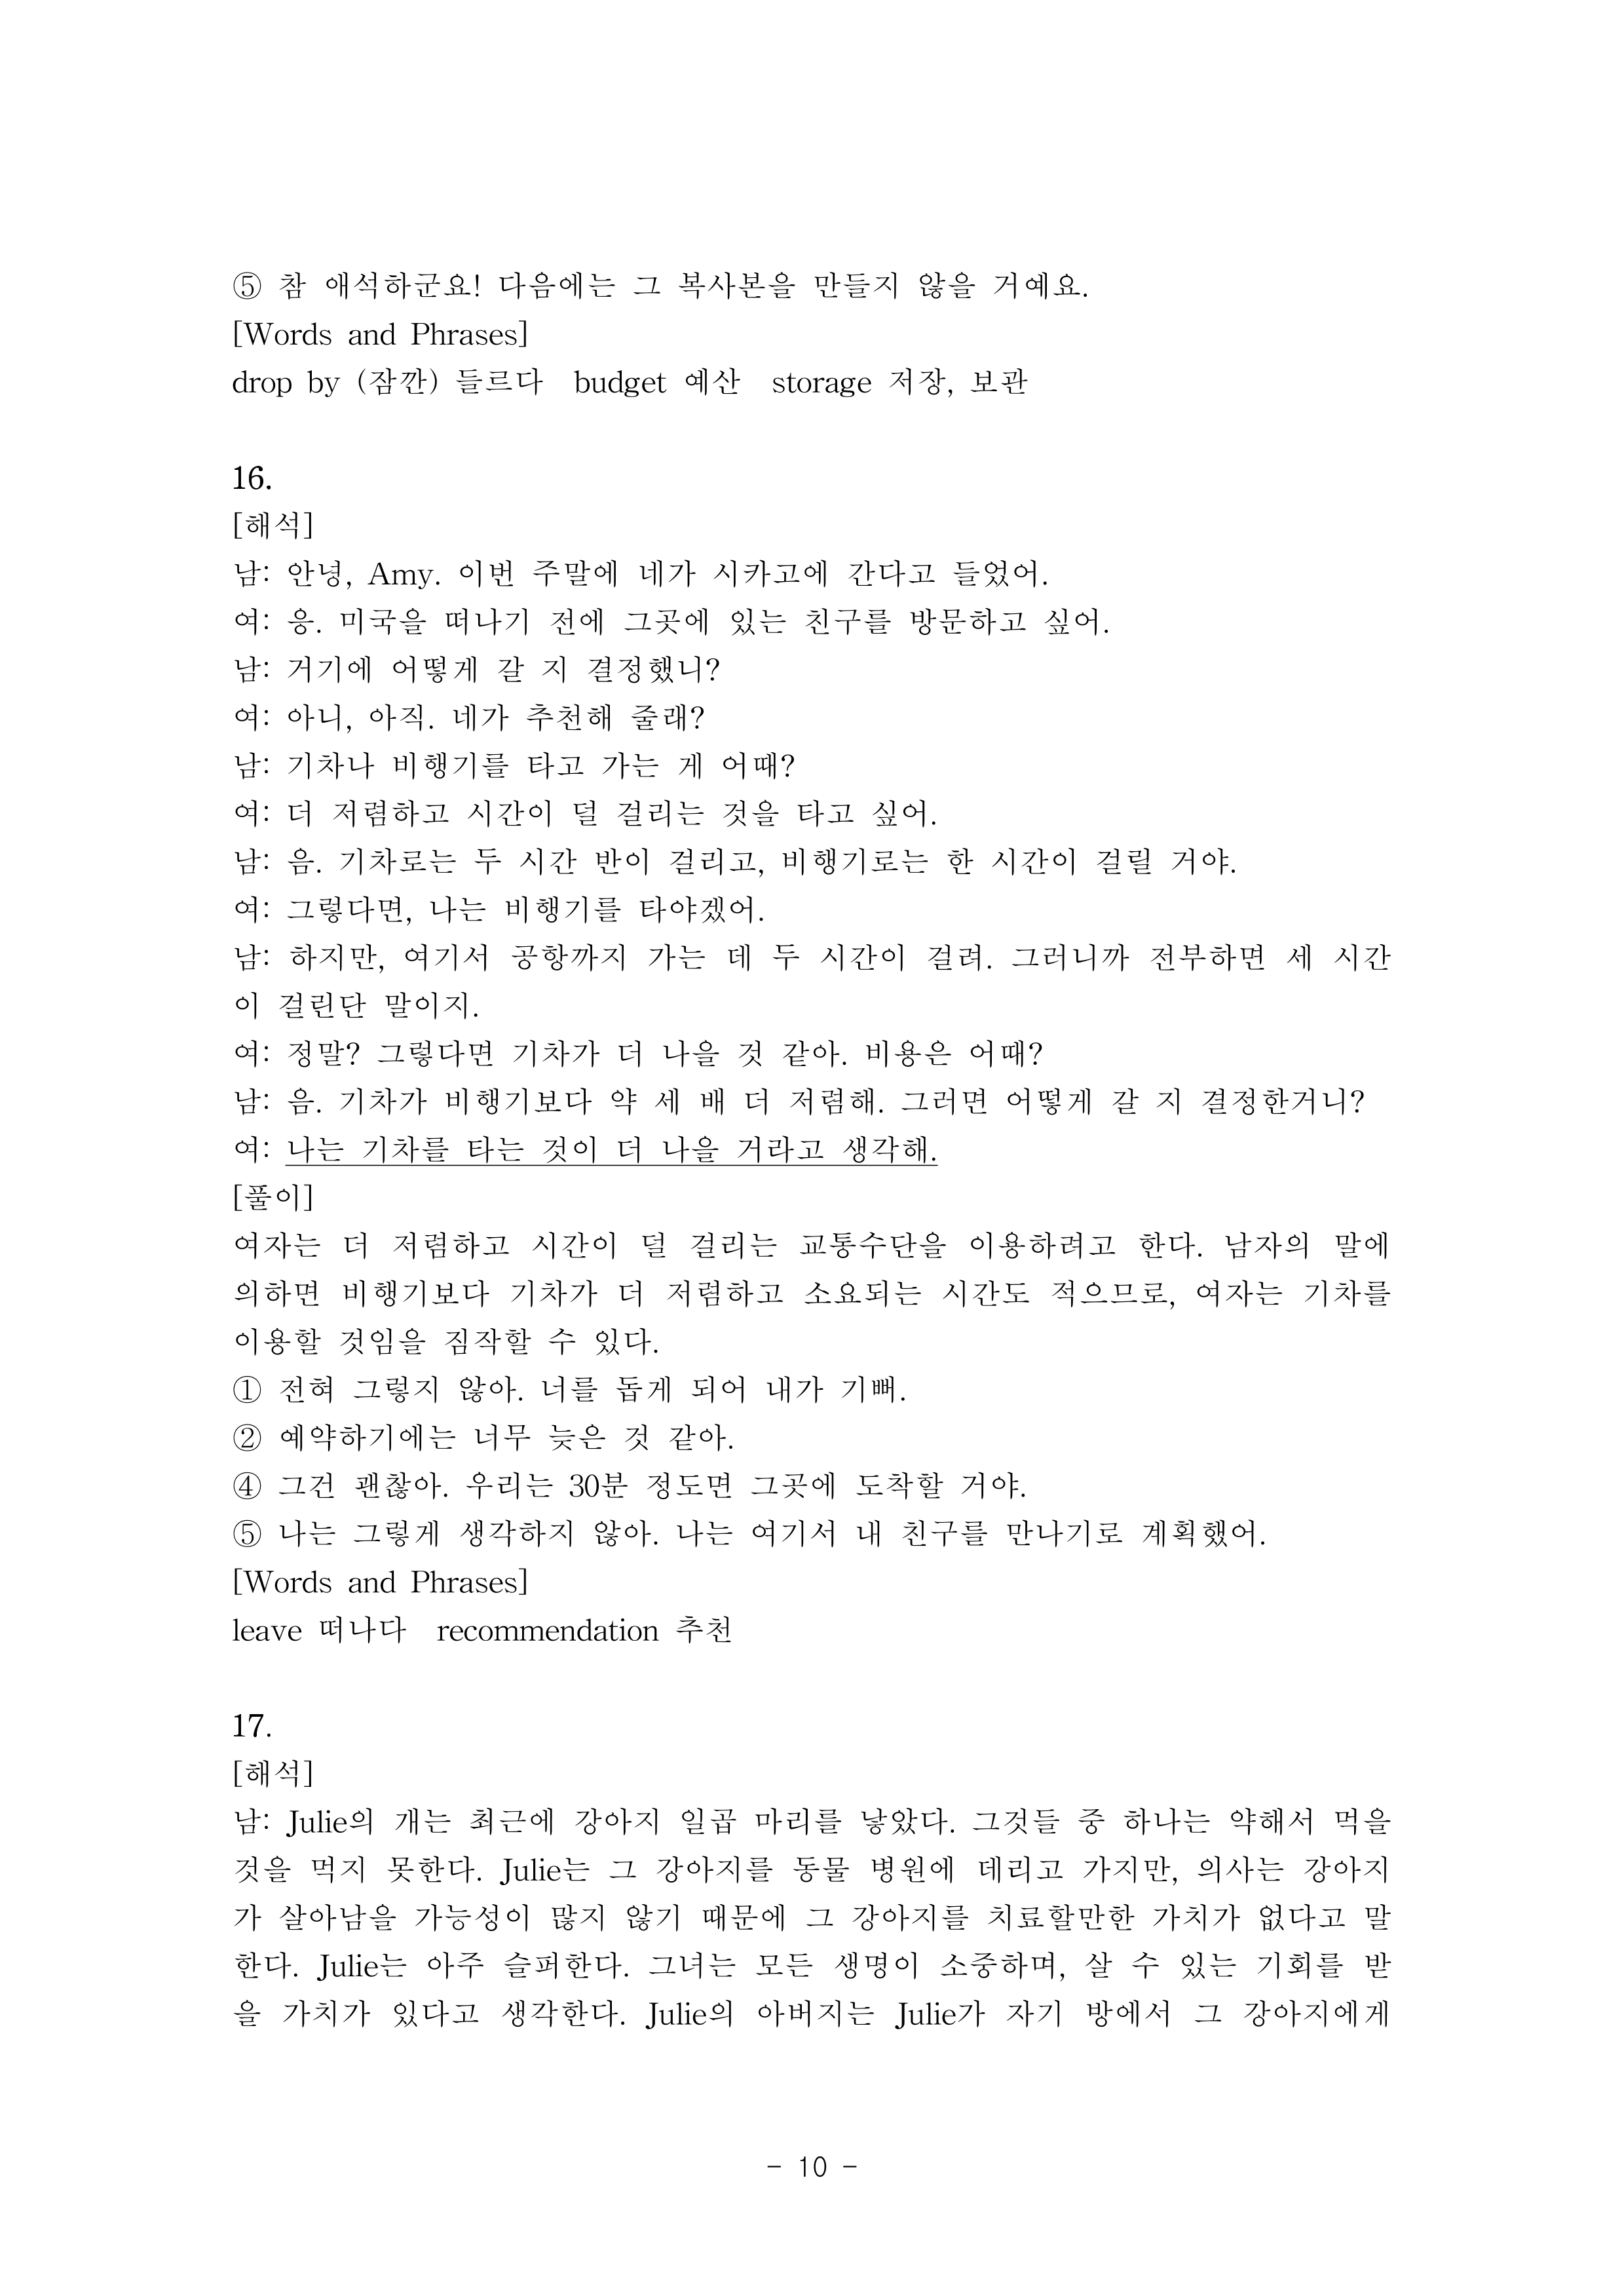 ⑤ 참 애석하군요! 다음에는 그 복사본을 만들지 않을 거예요.
[Words and Phrases]
drop by (잠깐) 들르다  budget 예산  storage 저장, 보관
16.
[해석]
남: 안녕, Amy. 이번 주말에 네가 시카고에 간다고 들었어.
여: 응. 미국을 떠나기 전에 그곳에 있는 친구를 방문하고 싶어.
남: 거기에 어떻게 갈 지 결정했니?
여: 아니, 아직. 네가 추천해 줄래?
남: 기차나 비행기를 타고 가는 게 어때?
여: 더 저렴하고 시간이 덜 걸리는 것을 타고 싶어.
남: 음. 기차로는 두 시간 반이 걸리고, 비행기로는 한 시간이 걸릴 거야.
여: 그렇다면, 나는 비행기를 타야겠어.
남: 하지만, 여기서 공항까지 가는 데 두 시간이 걸려. 그러니까 전부하면 세 시간
이 걸린단 말이지.
여: 정말? 그렇다면 기차가 더 나을 것 같아. 비용은 어때?
남: 음. 기차가 비행기보다 약 세 배 더 저렴해. 그러면 어떻게 갈 지 결정한거니?
여: 나는 기차를 타는 것이 더 나을 거라고 생각해.
[풀이]
여자는 더 저렴하고 시간이 덜 걸리는 교통수단을 이용하려고 한다. 남자의 말에
의하면 비행기보다 기차가 더 저렴하고 소요되는 시간도 적으므로, 여자는 기차를
이용할 것임을 짐작할 수 있다.
① 전혀 그렇지 않아. 너를 돕게 되어 내가 기뻐.
② 예약하기에는 너무 늦은 것 같아.
④ 그건 괜찮아. 우리는 30분 정도면 그곳에 도착할 거야.
⑤ 나는 그렇게 생각하지 않아. 나는 여기서 내 친구를 만나기로 계획했어.
[Words and Phrases]
leave 떠나다  recommendation 추천
17.
[해석]
남: Julie의 개는 최근에 강아지 일곱 마리를 낳았다. 그것들 중 하나는 약해서 먹을
것을 먹지 못한다. Julie는 그 강아지를 동물 병원에 데리고 가지만, 의사는 강아지
가 살아남을 가능성이 많지 않기 때문에 그 강아지를 치료할만한 가치가 없다고 말
한다. Julie는 아주 슬퍼한다. 그녀는 모든 생명이 소중하며, 살 수 있는 기회를 받
을 가치가 있다고 생각한다. Julie의 아버지는 Julie가 자기 방에서 그 강아지에게
- 10 -